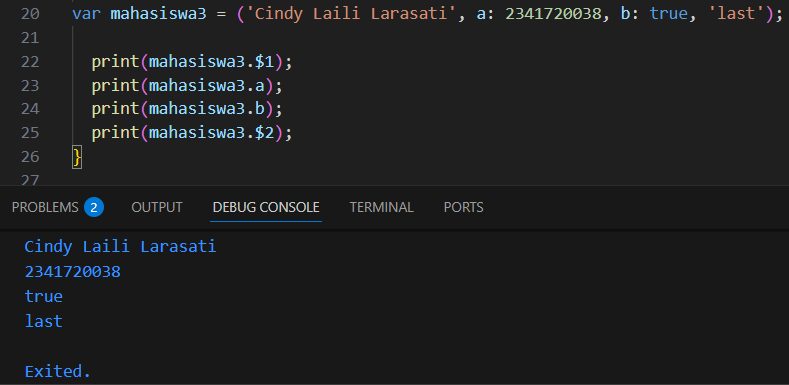 20 var mahasiswa3 = ('Cindy Laili Larasati', a: 2341720038, b: true, 'last');
21
22 print(mahasiswa3.$1);
23 print(mahasiswa3.a);
24 print(mahasiswa3.b);
25 print(mahasiswa3.$2);
26 }
27
PROBLEMS 2 OUTPUT DEBUG CONSOLE TERMINAL PORTS
Cindy Laili Larasati
2341720038
true
last
Exited.